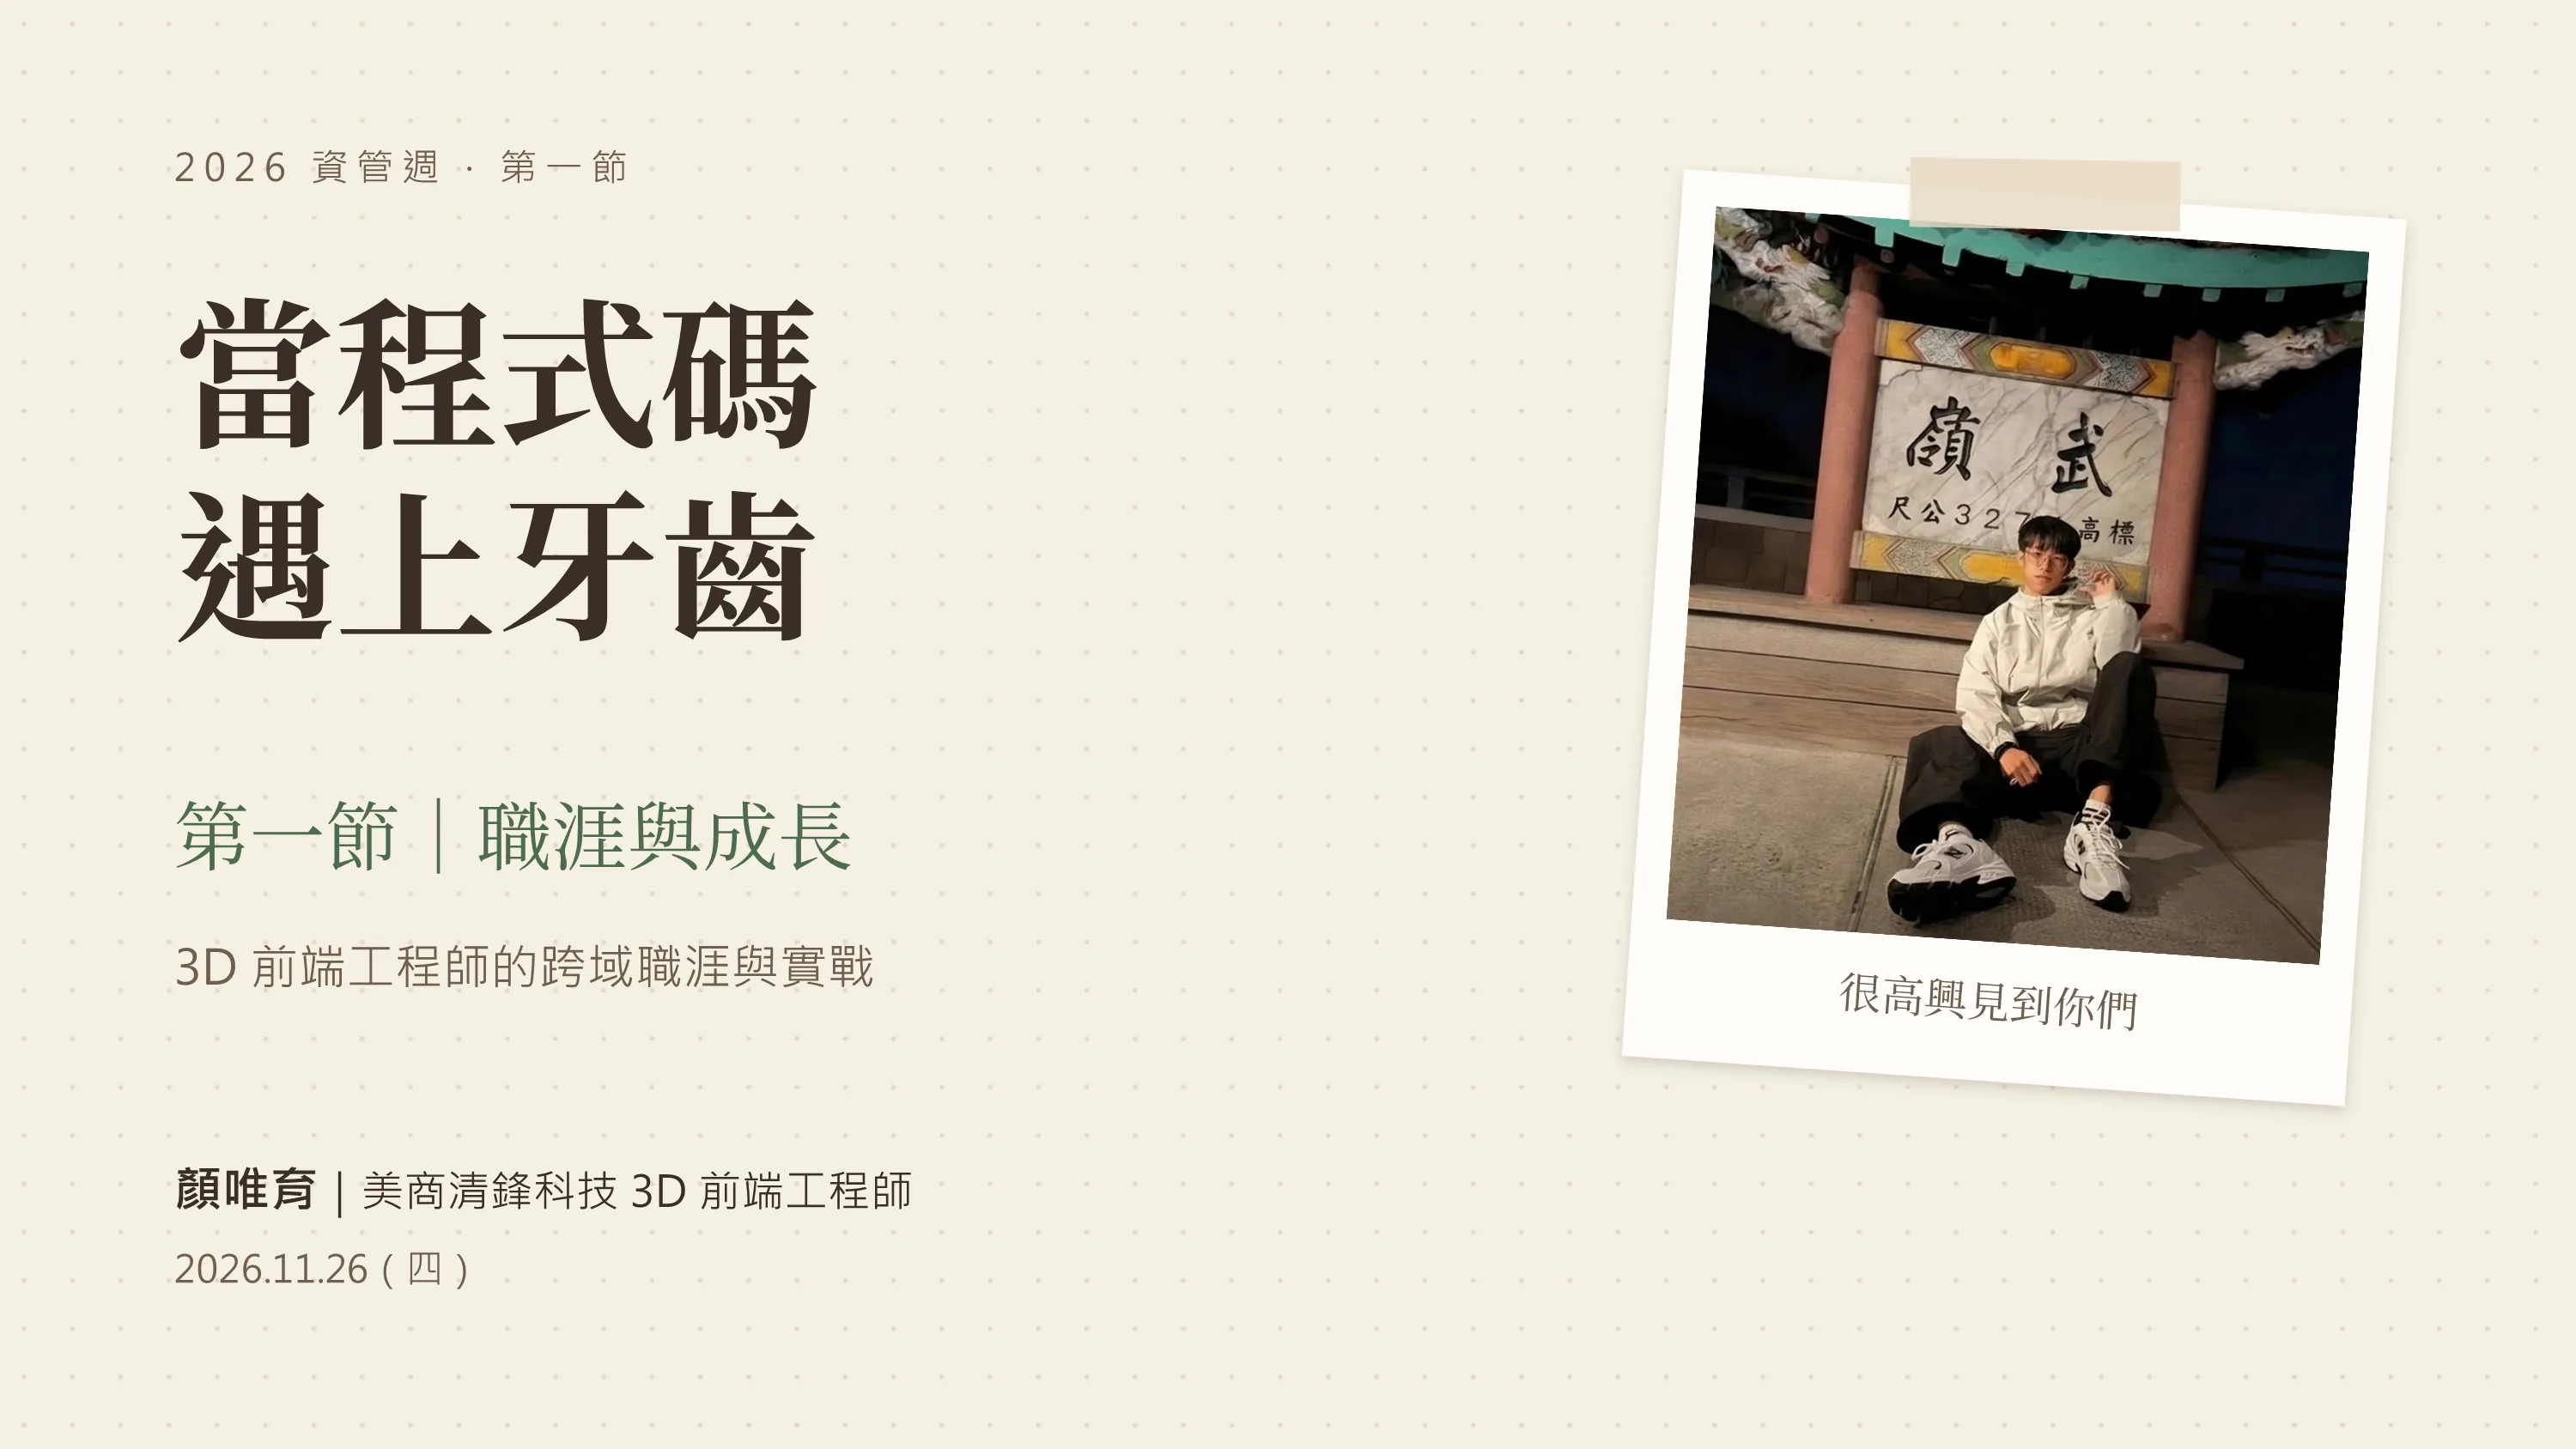 2026 資管週 · 第一節
當程式碼
遇上牙齒
第一節｜職涯與成長
3D 前端工程師的跨域職涯與實戰
顏唯育｜美商清鋒科技 3D 前端工程師
2026.11.26（四）
嶺 武
尺公327 高標
很高興見到你們